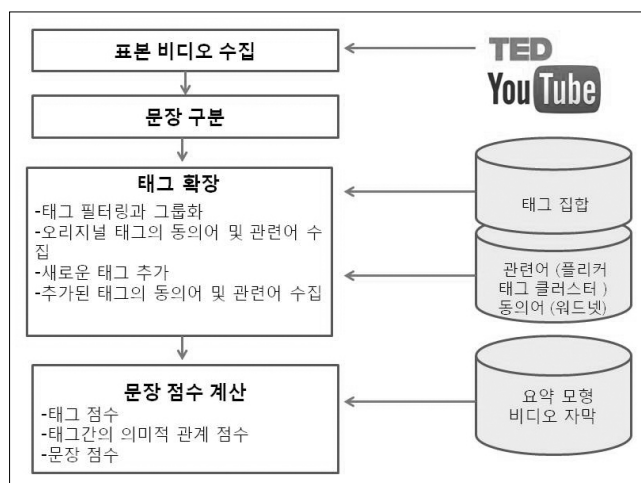 표본 비디오 수집
TED
YouTube
문장 구분
태그 확장
-태그 필터링과 그룹화
-오리지널 태그의 동의어 및 관련어 수
집
-새로운 태그 추가
-추가된 태그의 동의어 및 관련어 수집
태그 집합
관련어 (플리커
태그 클러스터 )
동의어 (워드넷)
문장 점수 계산
-태그 점수
-태그간의 의미적 관계 점수
-문장 점수
요약 모형
비디오 자막